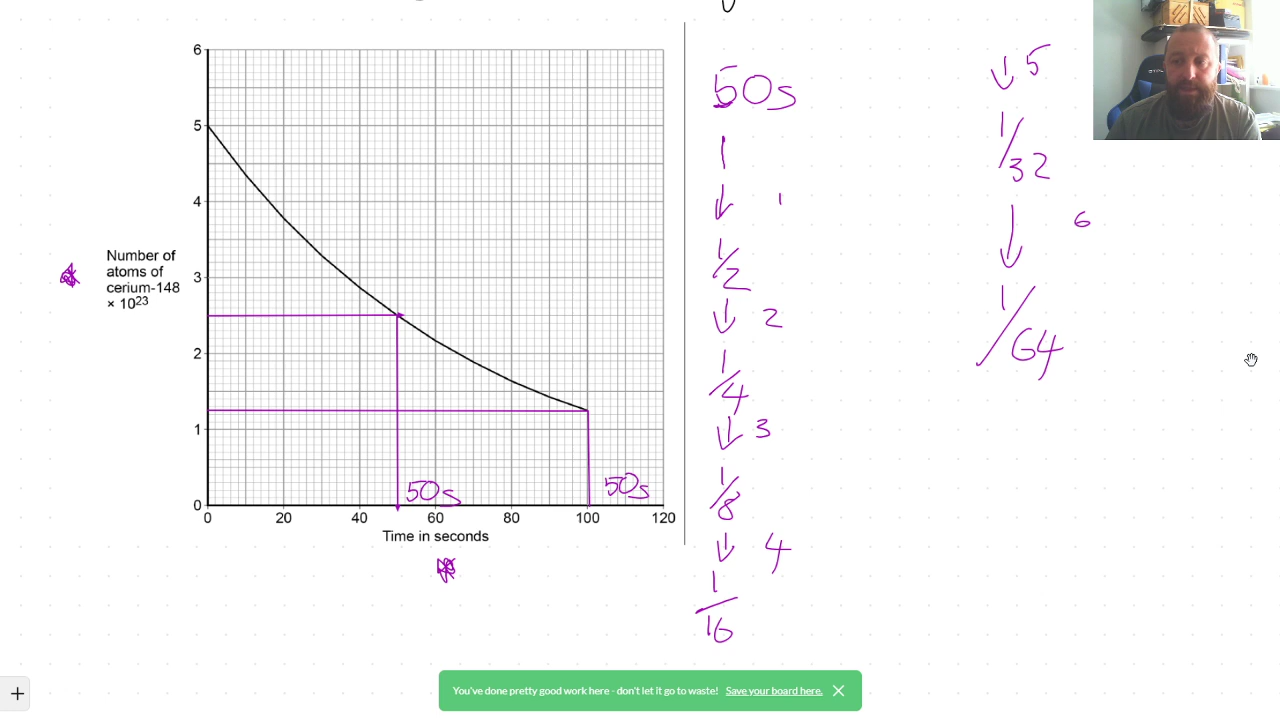 6
5
4
3
2
1
0
Number of
atoms of
cerium-148
× 10²³
0 20 40 60 80 100 120
Time in seconds
50s
50s
50s
1
↓ 1
1/2
↓ 2
1/4
↓ 3
1/8
↓ 4
1/16
↓ 5
1/32
↓ 6
1/64
You've done pretty good work here - don't let it go to waste! Save your board here.